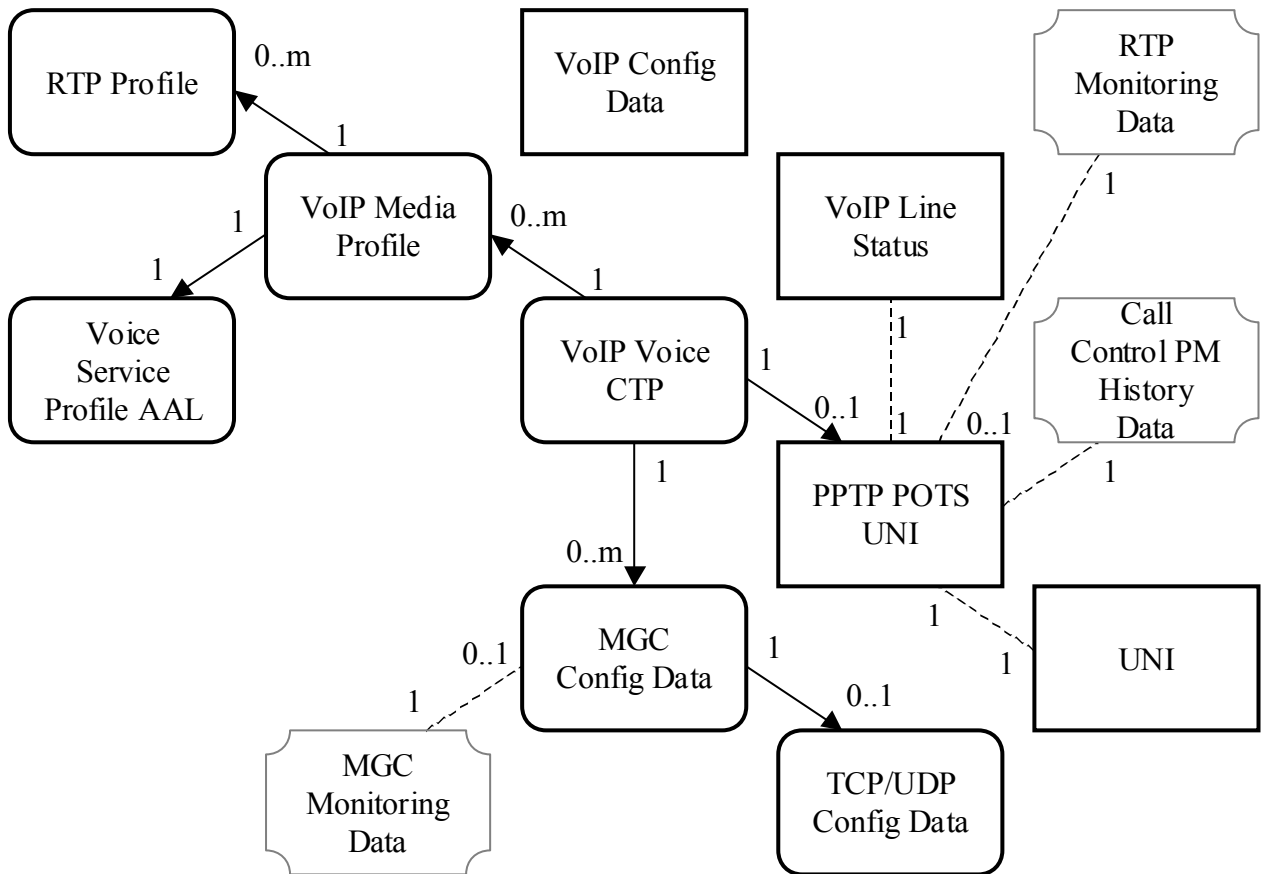 RTP Profile
0..m
1
VoIP Config
Data
RTP
Monitoring
Data
1
VoIP Media
Profile
1
1
0..m
1
VoIP Line
Status
1
1
Voice
Service
Profile AAL
VoIP Voice
CTP
1
0..1
1
0..m
Call
Control PM
History
Data
0..1
1
PPTP POTS
UNI
1
1
UNI
MGC
Config Data
0..1
1
1
0..1
MGC
Monitoring
Data
TCP/UDP
Config Data